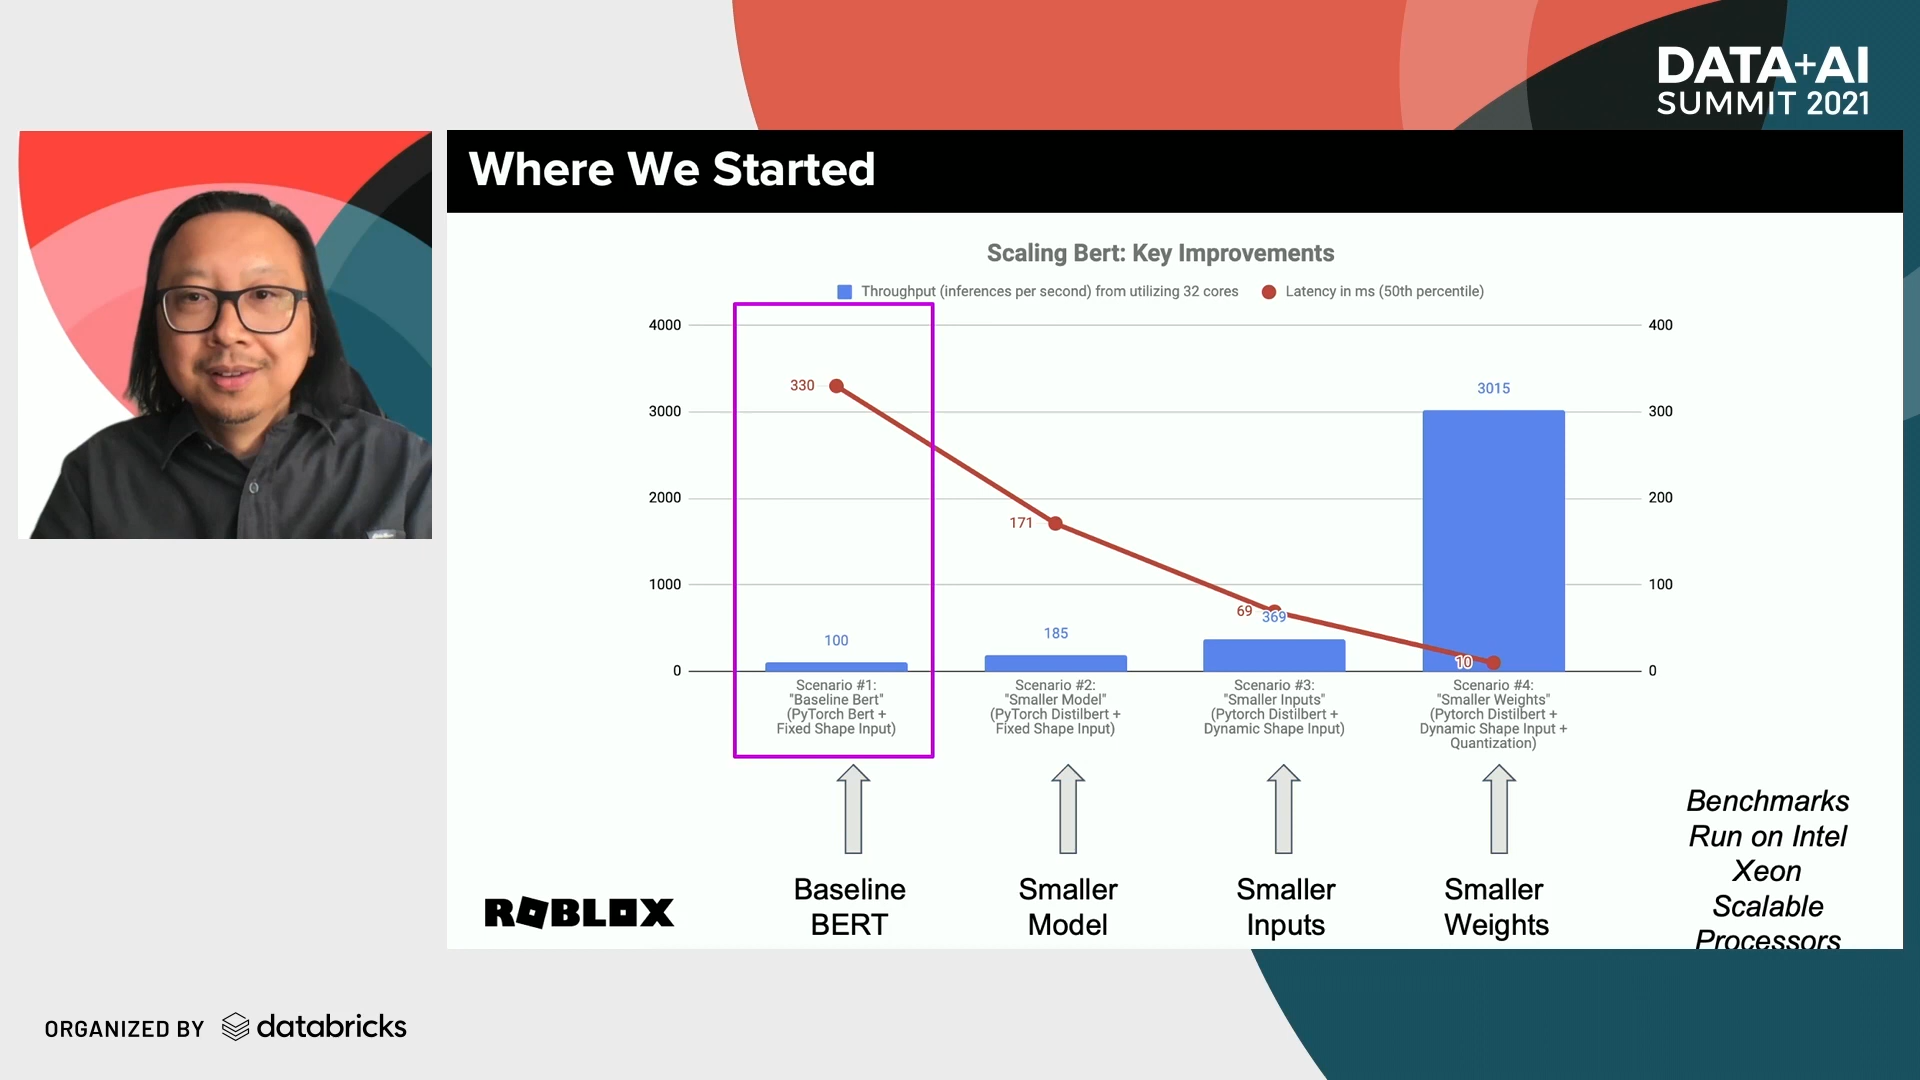 DATA+AI
SUMMIT 2021
Where We Started
Scaling Bert: Key Improvements
Throughput (inferences per second) from utilizing 32 cores
Latency in ms (50th percentile)
4000
3000
2000
1000
0
400
300
200
100
0
330
171
69
10
100
185
369
3015
Scenario #1:
"Baseline Bert"
(PyTorch Bert +
Fixed Shape Input)
Scenario #2:
"Smaller Model"
(PyTorch Distilbert +
Fixed Shape Input)
Scenario #3:
"Smaller Inputs"
(Pytorch Distilbert +
Dynamic Shape Input)
Scenario #4:
"Smaller Weights"
(Pytorch Distilbert +
Dynamic Shape Input +
Quantization)
Baseline
BERT
Smaller
Model
Smaller
Inputs
Smaller
Weights
Benchmarks
Run on Intel
Xeon
Scalable
Processors
ROBLOX
ORGANIZED BY databricks